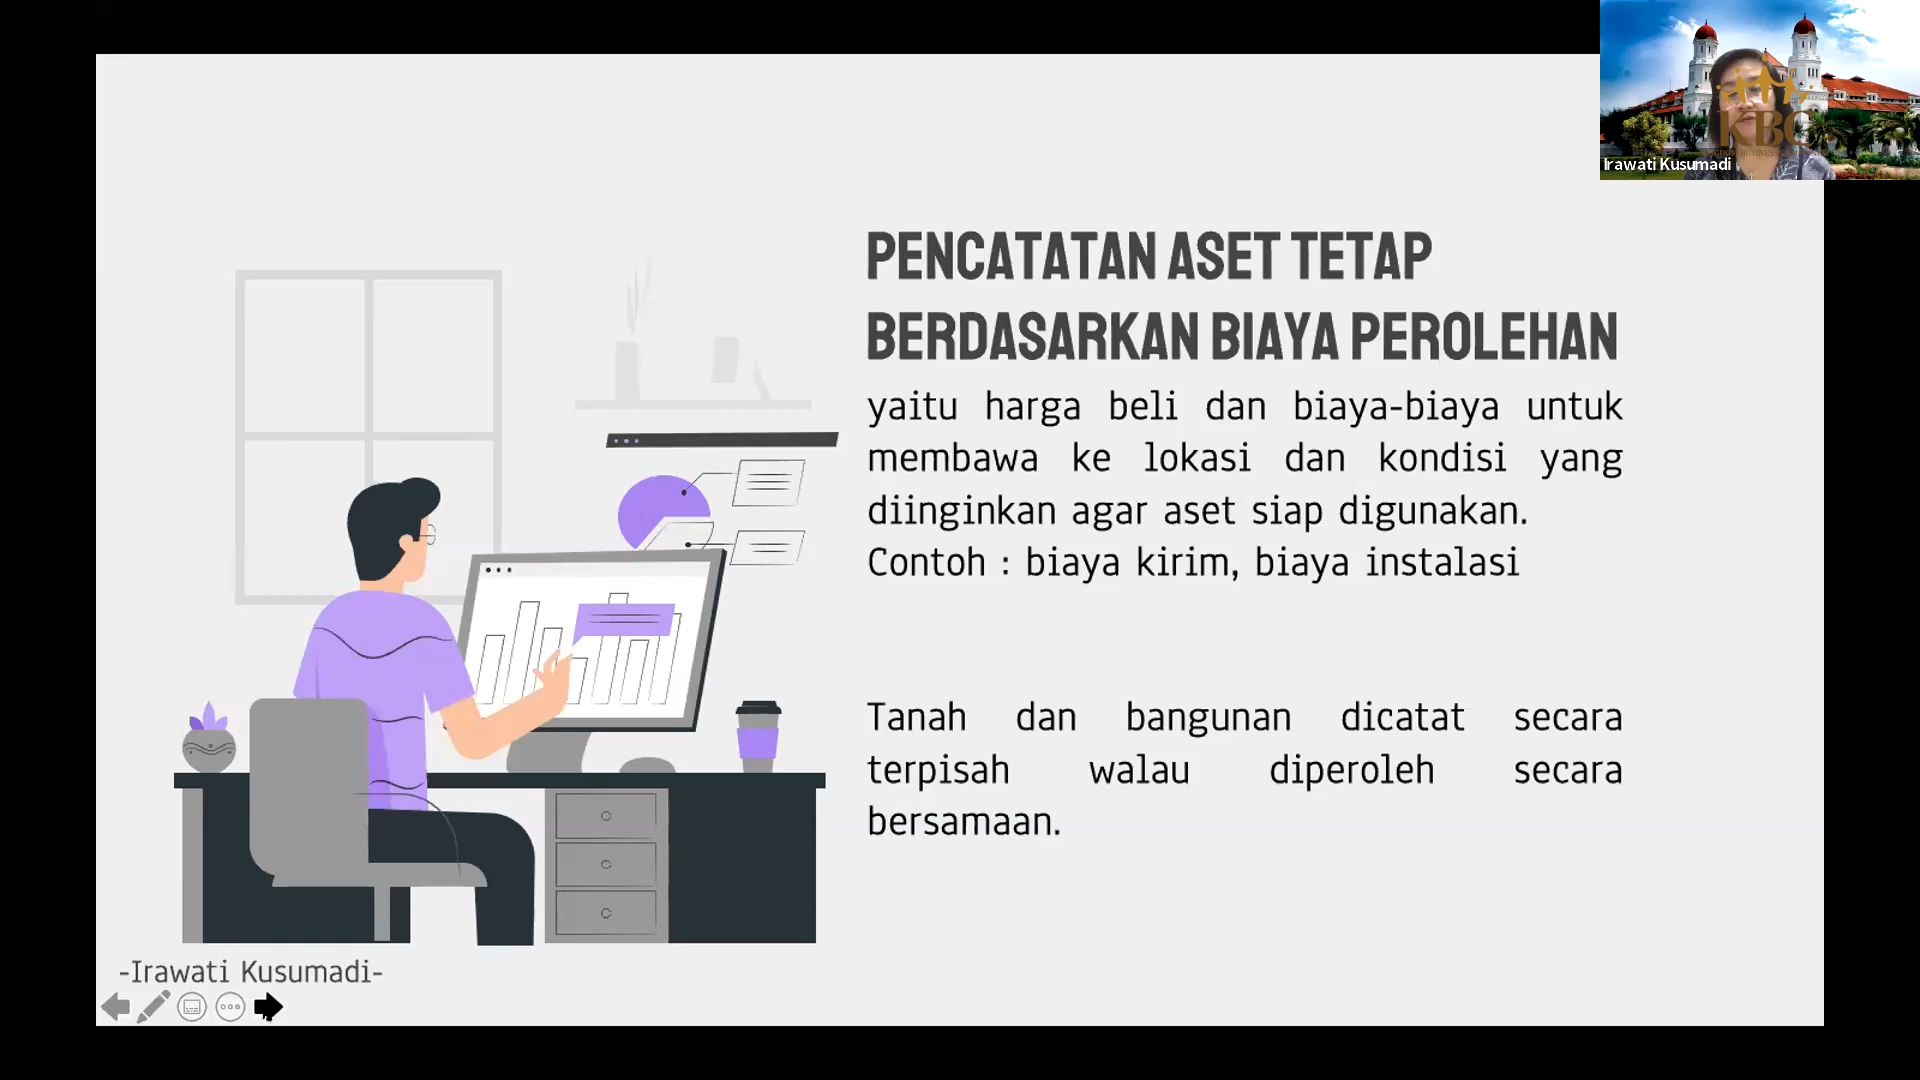 KBC
Irawati Kusumadi
PENCATATAN ASET TETAP
BERDASARKAN BIAYA PEROLEHAN
yaitu harga beli dan biaya-biaya untuk
membawa ke lokasi dan kondisi yang
diinginkan agar aset siap digunakan.
Contoh : biaya kirim, biaya instalasi
Tanah dan bangunan dicatat secara
terpisah walau diperoleh secara
bersamaan.
-Irawati Kusumadi-